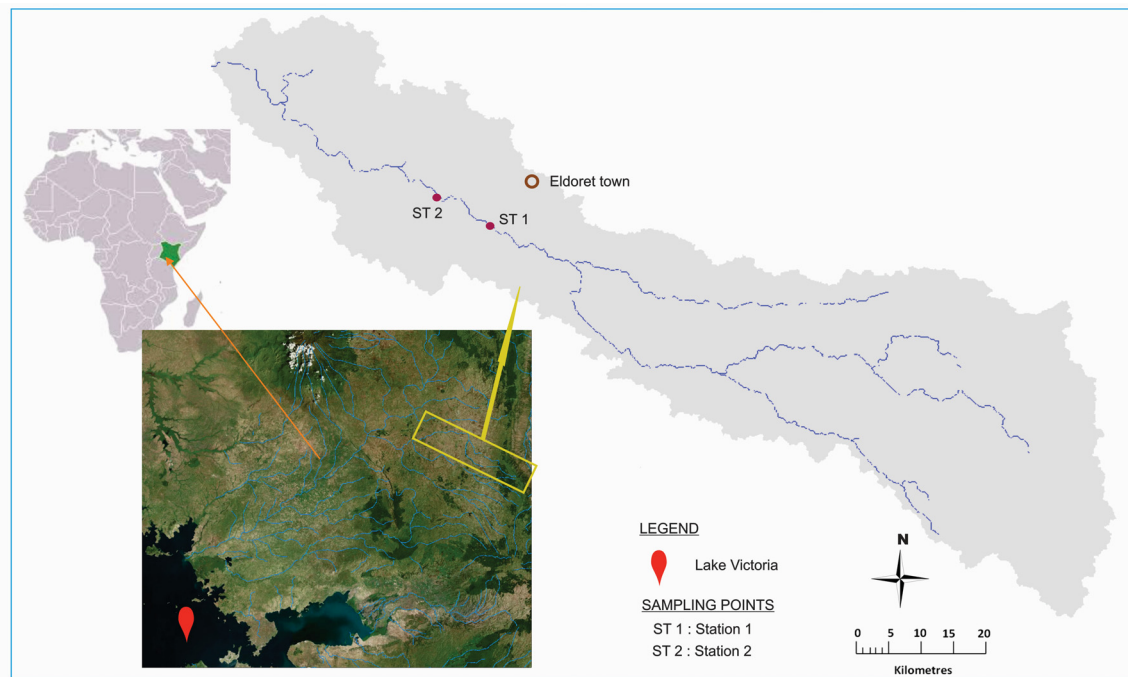 Eldoret town
ST 2
ST 1
LEGEND
Lake Victoria
SAMPLING POINTS
ST 1 : Station 1
ST 2 : Station 2
N
0 5 10 15 20
Kilometres